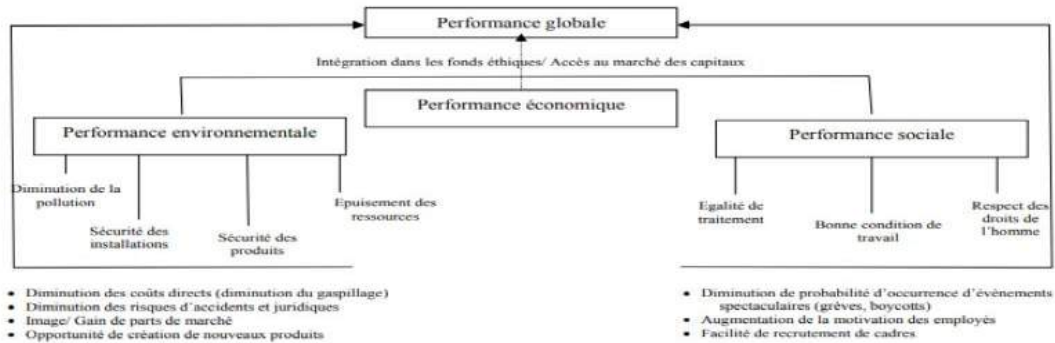 Performance globale
Intégration dans les fonds éthiques/ Accès au marché des capitaux
Performance économique
Performance environnementale
Performance sociale
Diminution de la
pollution
Sécurité des
installations
Sécurité des
produits
Epuisement des
ressources
Egalité de
traitement
Bonne condition de
travail
Respect des
droits de
l'homme
• Diminution des coûts directs (diminution du gaspillage)
• Diminution des risques d'accidents et juridiques
• Image/ Gain de parts de marché
• Opportunité de création de nouveaux produits
• Diminution de probabilité d'occurrence d'évènements
spectaculaires (grèves, boycotts)
• Augmentation de la motivation des employés
• Facilité de recrutement de cadres